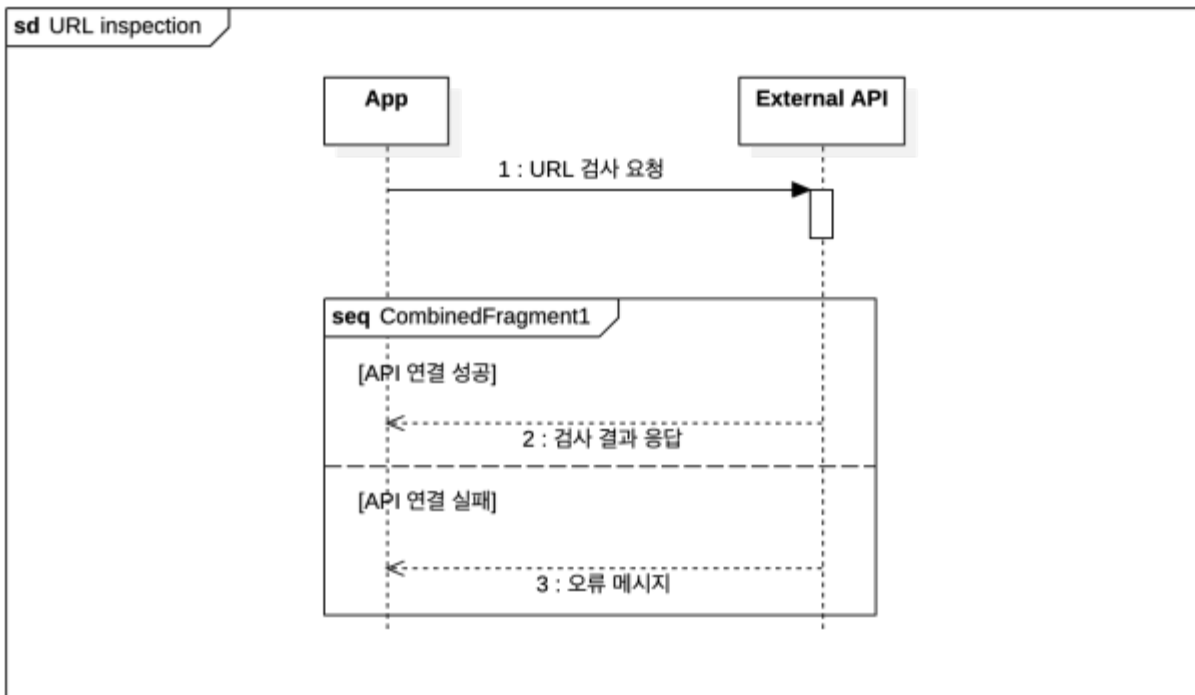 sd URL inspection
App
External API
1 : URL 검사 요청
seq CombinedFragment1
[API 연결 성공]
2 : 검사 결과 응답
[API 연결 실패]
3 : 오류 메시지